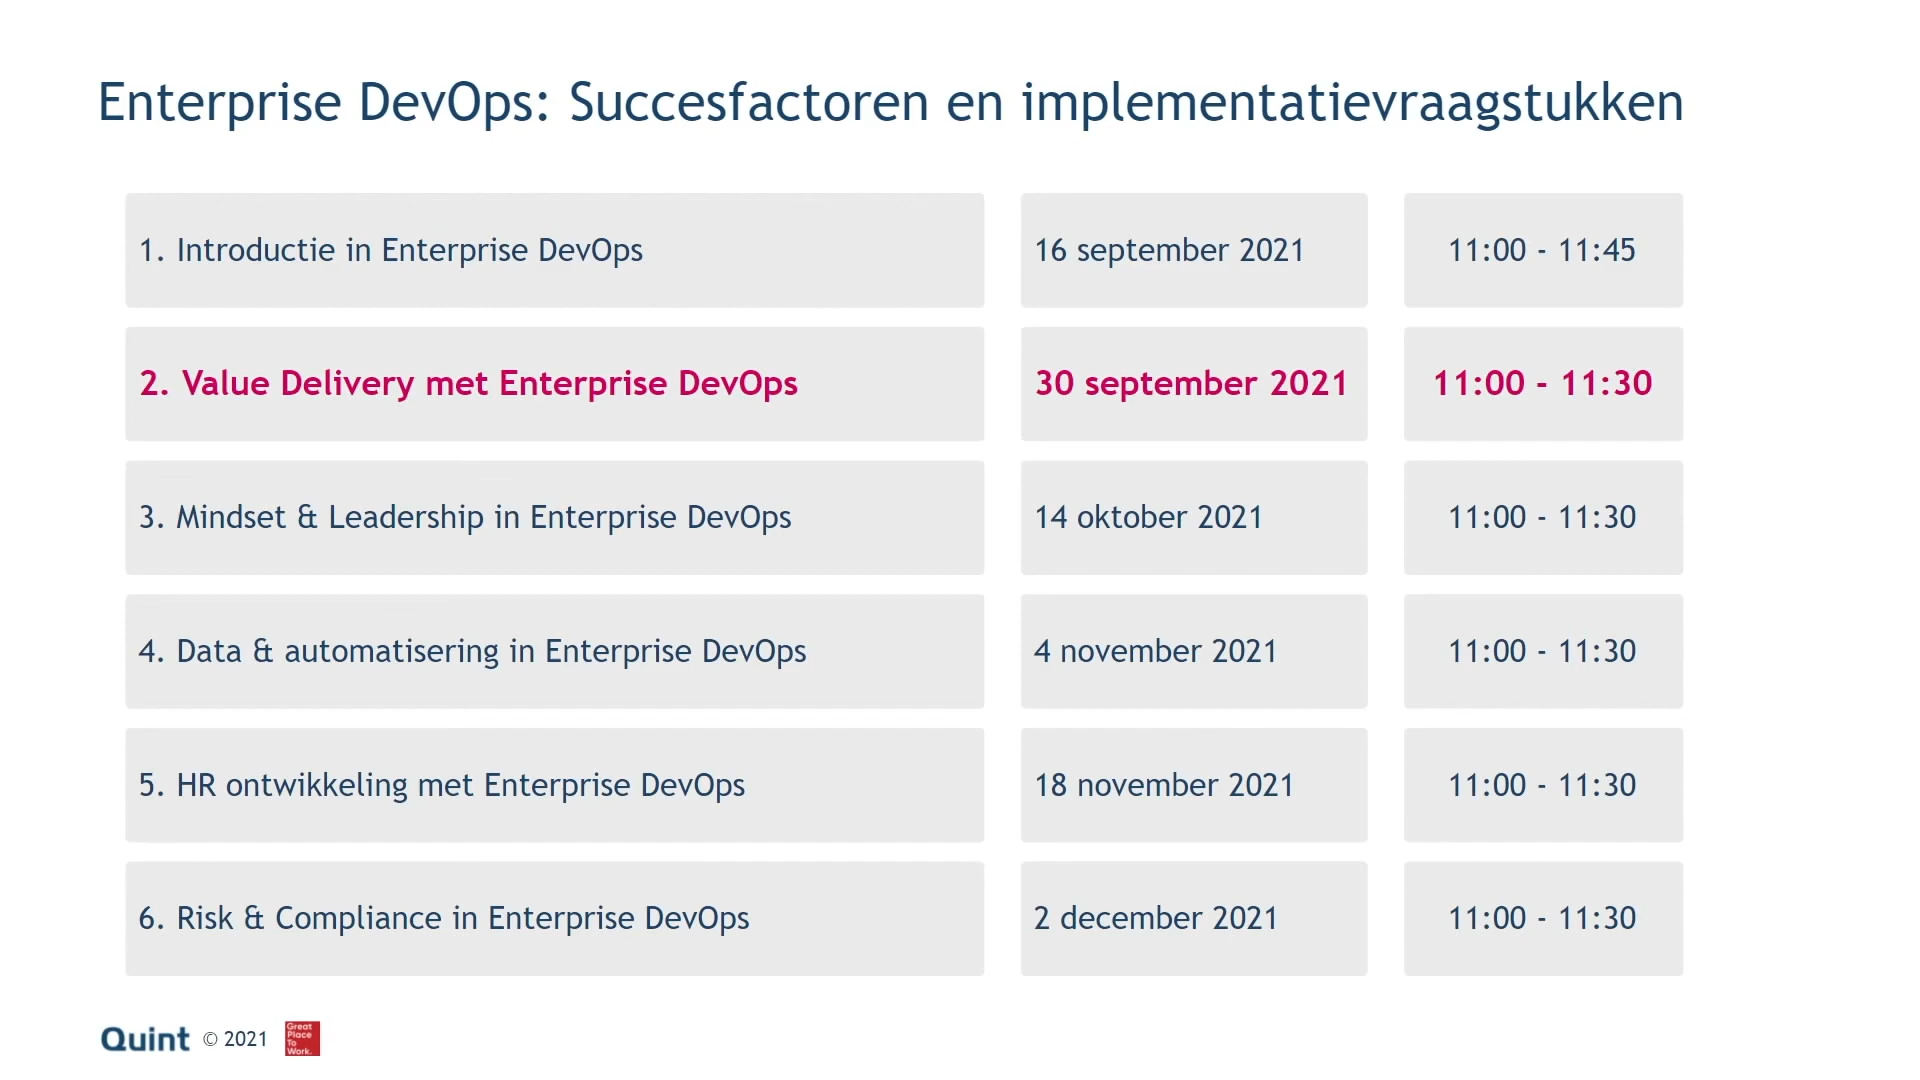 Enterprise DevOps: Succesfactoren en implementatievraagstukken
1. Introductie in Enterprise DevOps 16 september 2021 11:00 - 11:45
2. Value Delivery met Enterprise DevOps 30 september 2021 11:00 - 11:30
3. Mindset & Leadership in Enterprise DevOps 14 oktober 2021 11:00 - 11:30
4. Data & automatisering in Enterprise DevOps 4 november 2021 11:00 - 11:30
5. HR ontwikkeling met Enterprise DevOps 18 november 2021 11:00 - 11:30
6. Risk & Compliance in Enterprise DevOps 2 december 2021 11:00 - 11:30
Quint © 2021
Great
Place
To
Work.